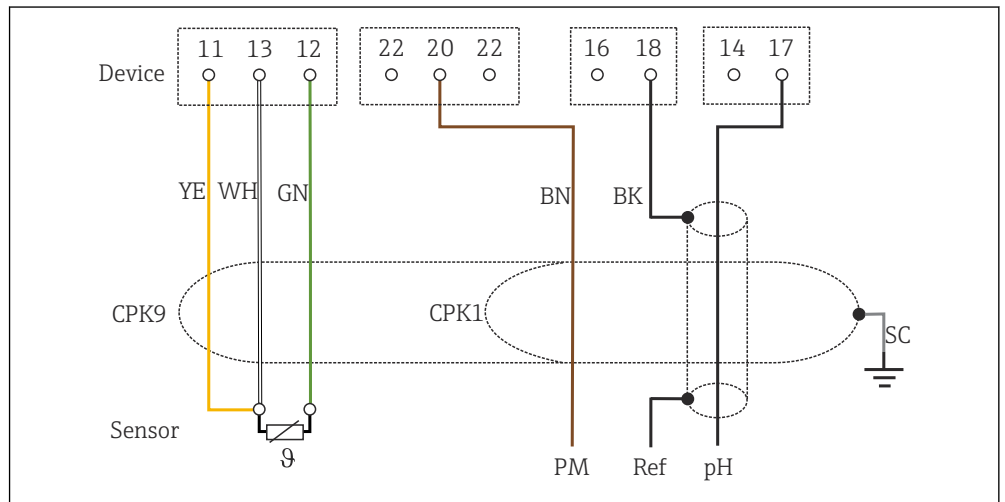 11 13 12 22 20 22 16 18 14 17
Device
YE WH GN BN BK
CPK9 CPK1
SC
Sensor
ϑ
PM Ref pH